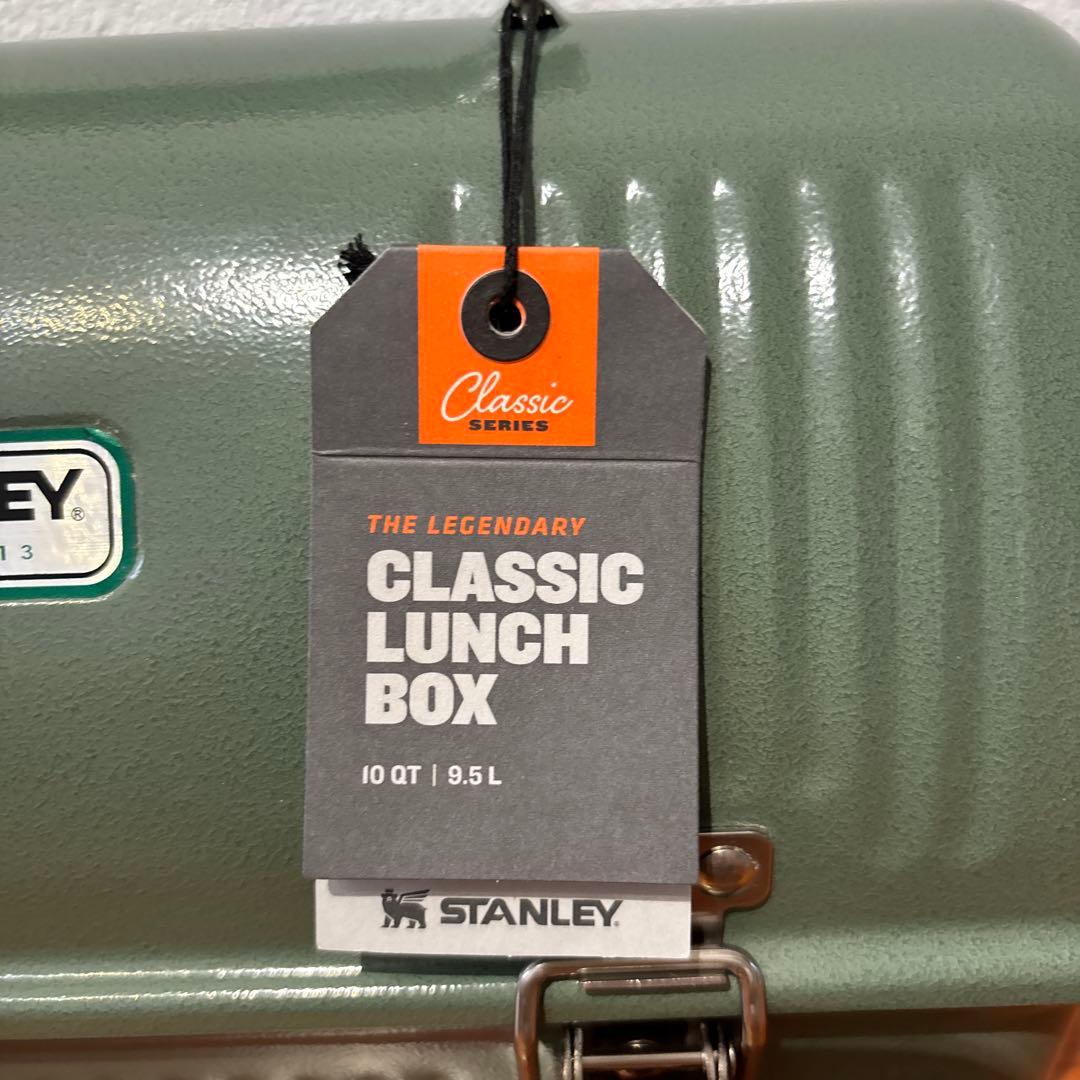 Classic
SERIES
EY®
13
THE LEGENDARY
CLASSIC
LUNCH
BOX
10 QT | 9.5 L
STANLEY®